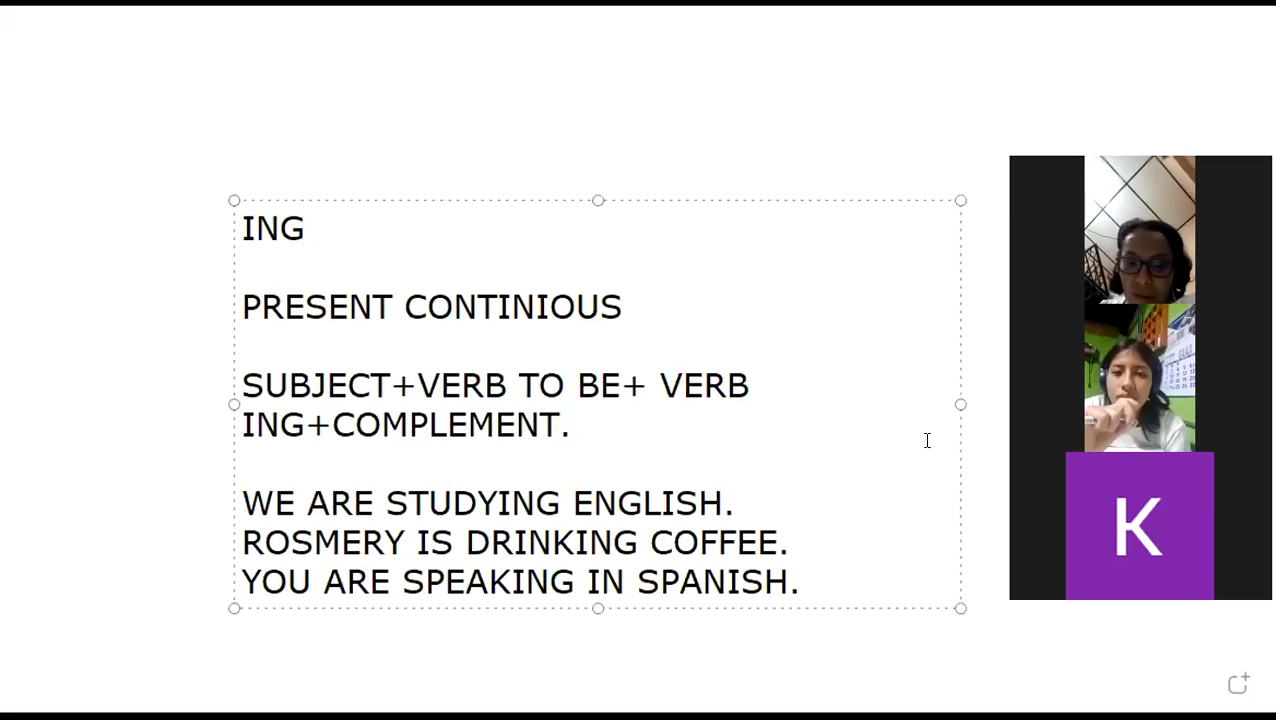 ING
PRESENT CONTINIOUS
SUBJECT+VERB TO BE+ VERB
ING+COMPLEMENT.
WE ARE STUDYING ENGLISH.
ROSMERY IS DRINKING COFFEE.
YOU ARE SPEAKING IN SPANISH.
K